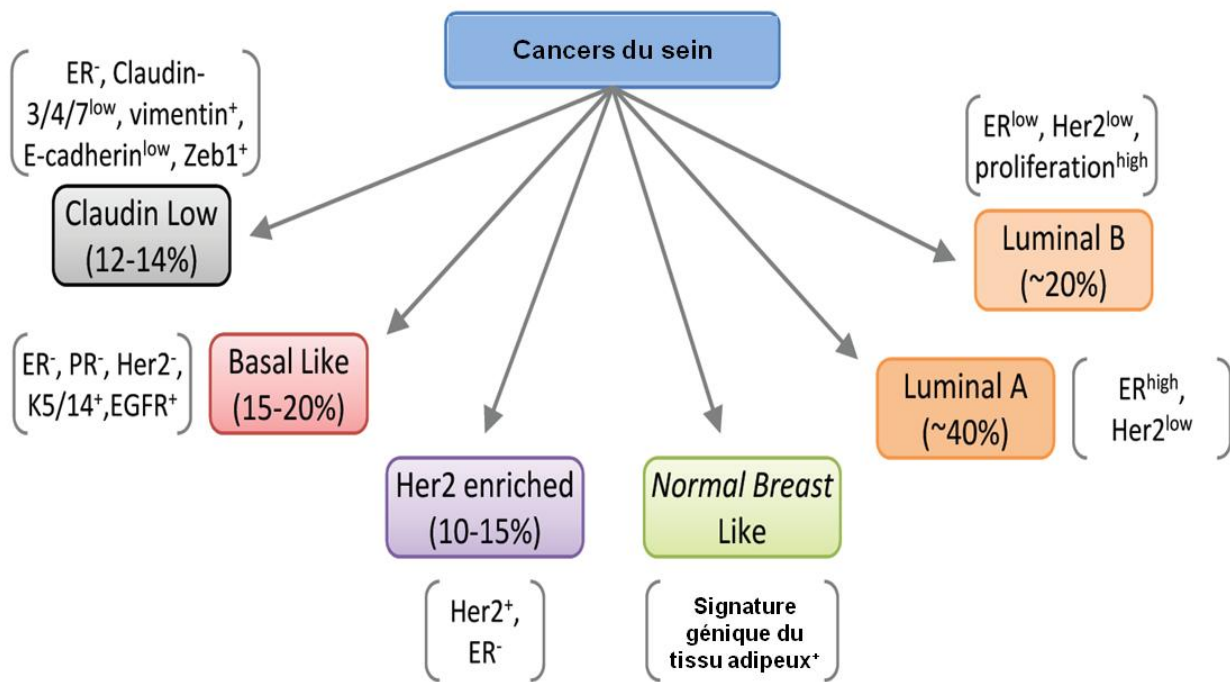 Cancers du sein
ER⁻, Claudin-
3/4/7ˡᵒʷ, vimentin⁺,
E-cadherinˡᵒʷ, Zeb1⁺
Claudin Low
(12-14%)
ERˡᵒʷ, Her2ˡᵒʷ,
proliferationʰⁱᵍʰ
Luminal B
(~20%)
ER⁻, PR⁻, Her2⁻,
K5/14⁺,EGFR⁺
Basal Like
(15-20%)
Luminal A
(~40%)
ERʰⁱᵍʰ,
Her2ˡᵒʷ
Her2 enriched
(10-15%)
Normal Breast
Like
Her2⁺,
ER⁻
Signature
génique du
tissu adipeux⁺